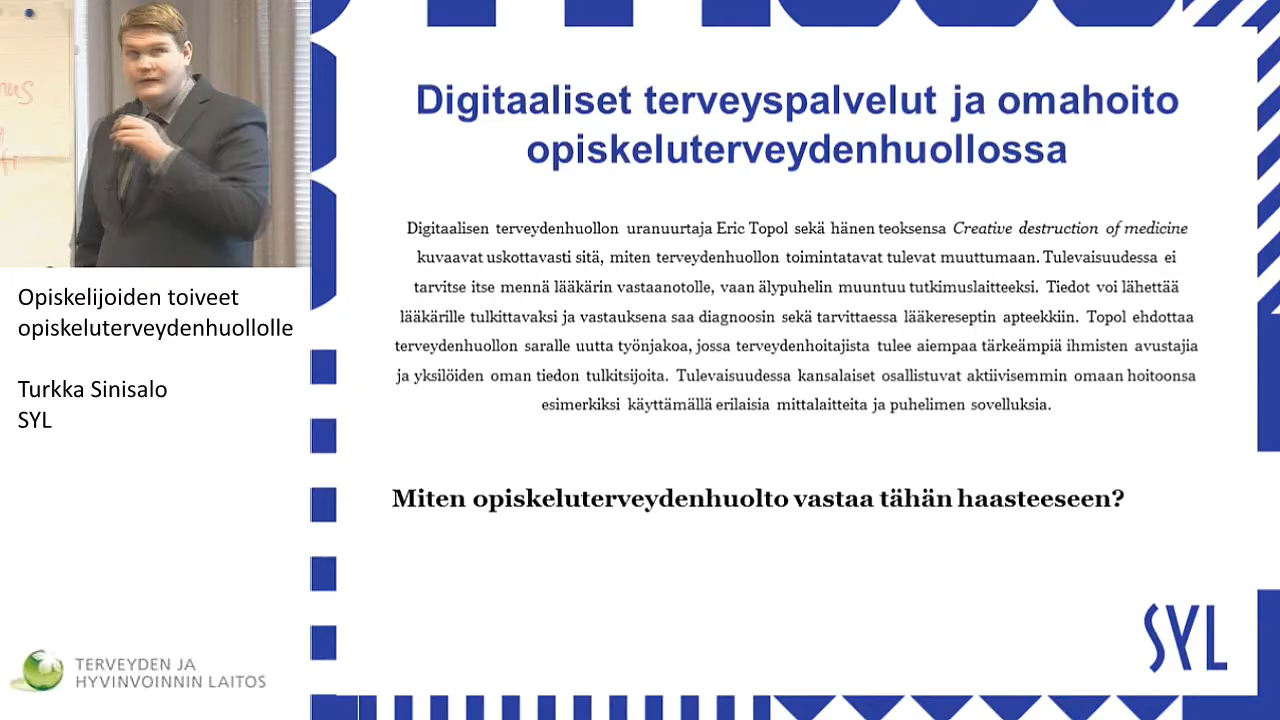 Opiskelijoiden toiveet
opiskeluterveydenhuollolle
Turkka Sinisalo
SYL
TERVEYDEN JA
HYVINVOINNIN LAITOS
Digitaaliset terveyspalvelut ja omahoito
opiskeluterveydenhuollossa
Digitaalisen terveydenhuollon uranuurtaja Eric Topol sekä hänen teoksensa Creative destruction of medicine
kuvaavat uskottavasti sitä, miten terveydenhuollon toimintatavat tulevat muuttumaan. Tulevaisuudessa ei
tarvitse itse mennä lääkärin vastaanotolle, vaan älypuhelin muuntuu tutkimuslaitteeksi. Tiedot voi lähettää
lääkärille tulkittavaksi ja vastauksena saa diagnoosin sekä tarvittaessa lääkereseptin apteekkiin. Topol ehdottaa
terveydenhuollon saralle uutta työnjakoa, jossa terveydenhoitajista tulee aiempaa tärkeämpiä ihmisten avustajia
ja yksilöiden oman tiedon tulkitsijoita. Tulevaisuudessa kansalaiset osallistuvat aktiivisemmin omaan hoitoonsa
esimerkiksi käyttämällä erilaisia mittalaitteita ja puhelimen sovelluksia.
Miten opiskeluterveydenhuolto vastaa tähän haasteeseen?
SYL